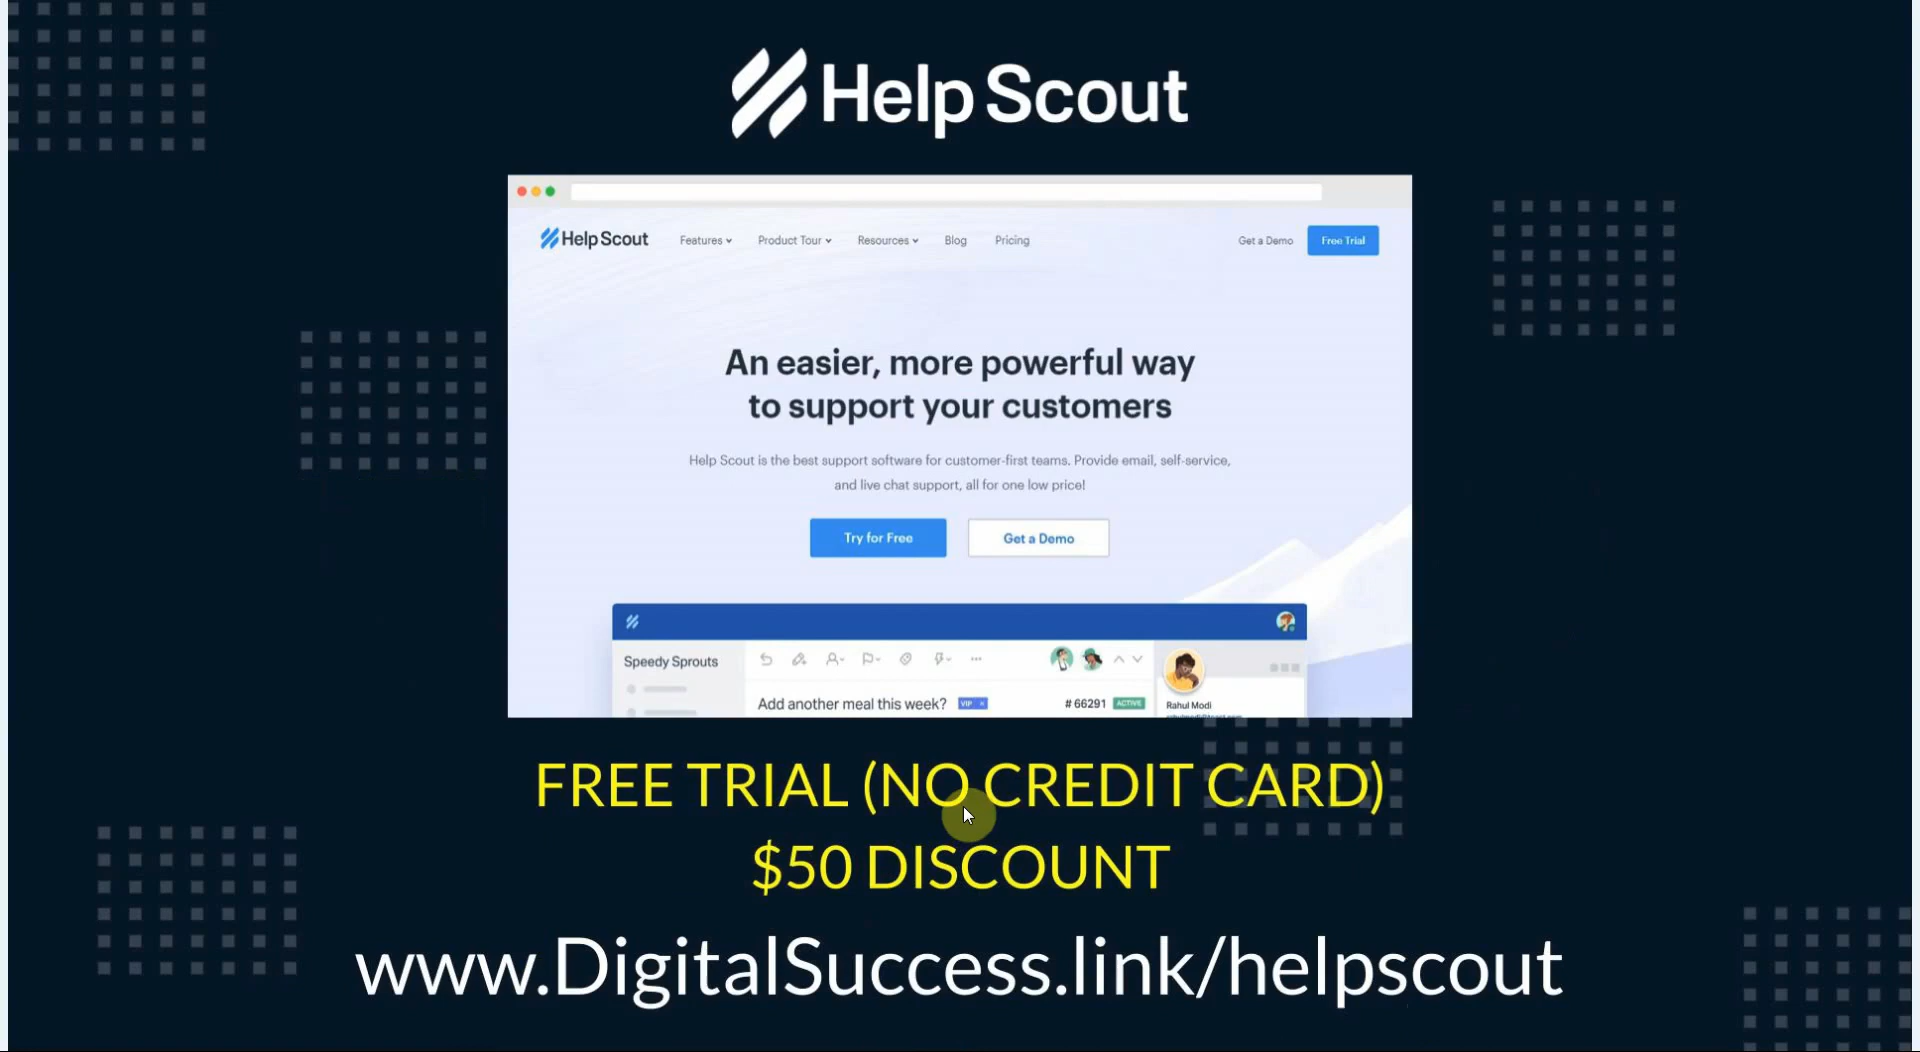 Help Scout
Help Scout Features Product Tour Resources Blog Pricing Get a Demo Free Trial
An easier, more powerful way
to support your customers
Help Scout is the best support software for customer-first teams. Provide email, self-service,
and live chat support, all for one low price!
Try for Free Get a Demo
Speedy Sprouts
Add another meal this week? VIP × # 66291 ACTIVE
Rahul Modi
FREE TRIAL (NO CREDIT CARD)
$50 DISCOUNT
www.DigitalSuccess.link/helpscout